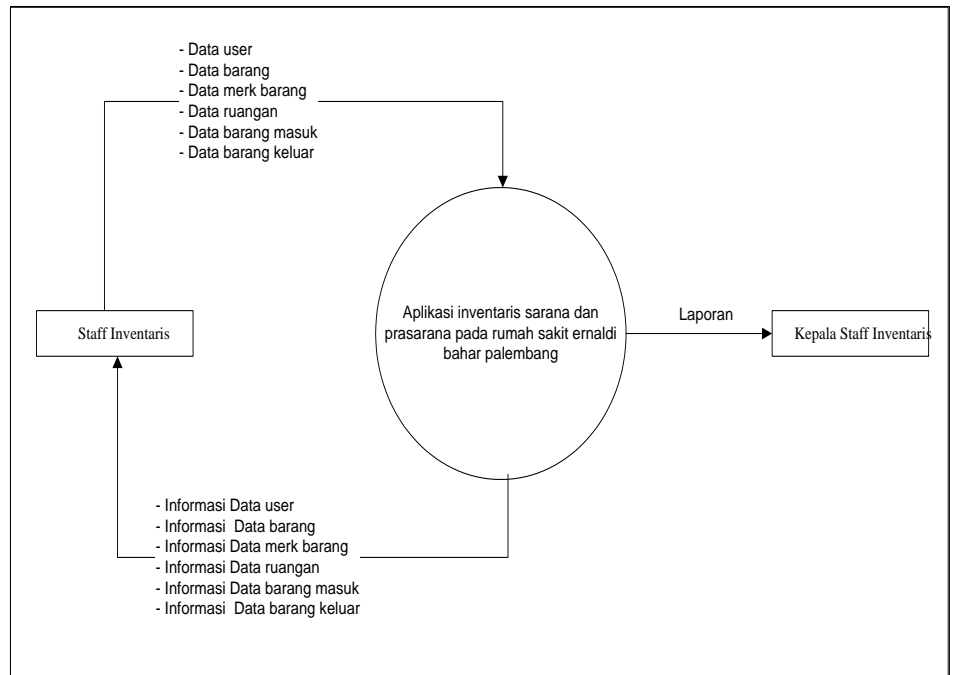 - Data user
- Data barang
- Data merk barang
- Data ruangan
- Data barang masuk
- Data barang keluar
Staff Inventaris
Aplikasi inventaris sarana dan
prasarana pada rumah sakit ernaldi
bahar palembang
Laporan
Kepala Staff Inventaris
- Informasi Data user
- Informasi  Data barang
- Informasi Data merk barang
- Informasi Data ruangan
- Informasi Data barang masuk
- Informasi  Data barang keluar